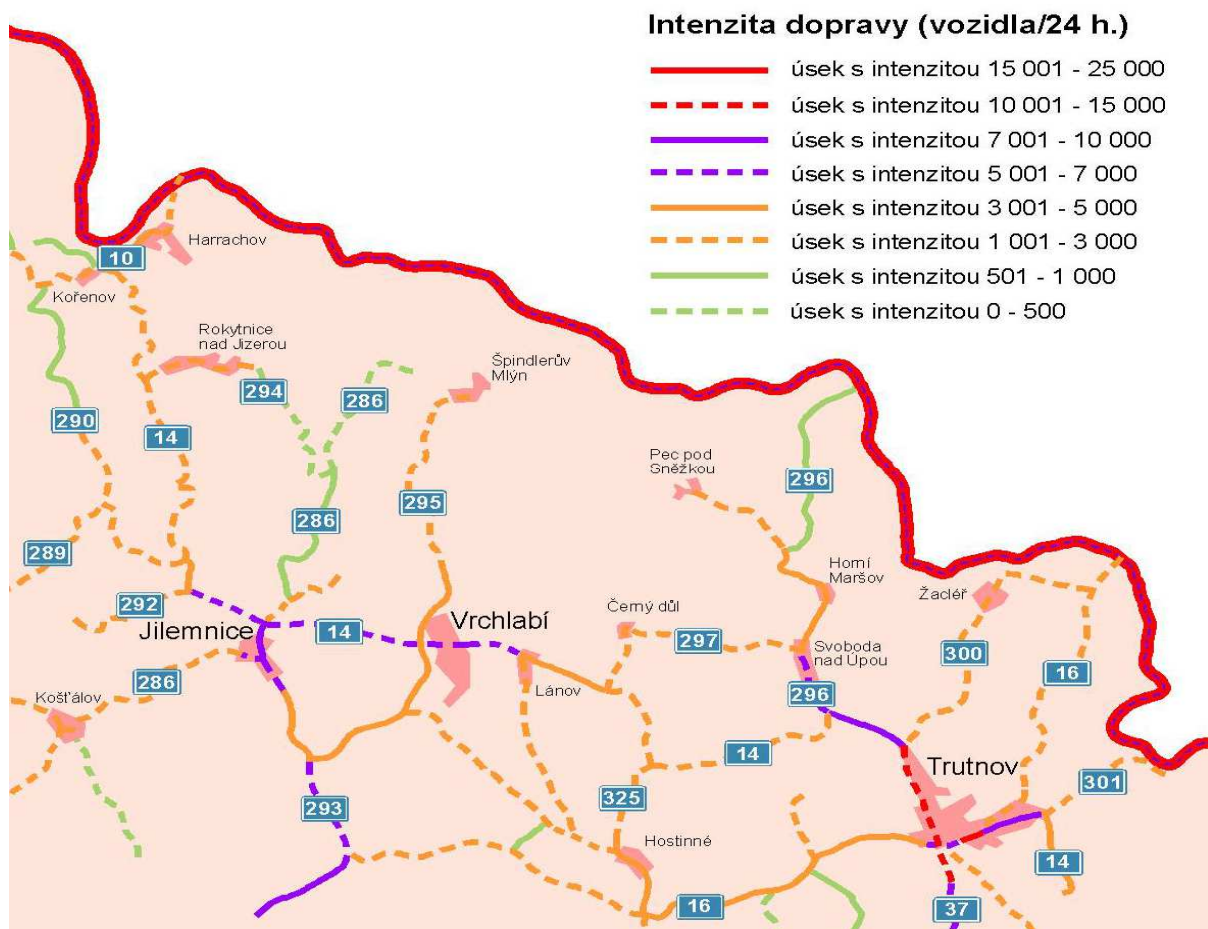 Intenzita dopravy (vozidla/24 h.)
úsek s intenzitou 15 001 - 25 000
úsek s intenzitou 10 001 - 15 000
úsek s intenzitou 7 001 - 10 000
úsek s intenzitou 5 001 - 7 000
úsek s intenzitou 3 001 - 5 000
úsek s intenzitou 1 001 - 3 000
úsek s intenzitou 501 - 1 000
úsek s intenzitou 0 - 500
Harrachov
10
Kořenov
Rokytnice
nad Jizerou
Špindlerův
Mlýn
294
286
290
14
Pec pod
Sněžkou
296
295
286
289
Horní
Maršov
Žacléř
292
Jilemnice
14
Vrchlabí
Černý důl
297
Svoboda
nad Úpou
300
16
286
Košťálov
Lánov
296
14
Trutnov
301
293
325
Hostinné
14
16
37